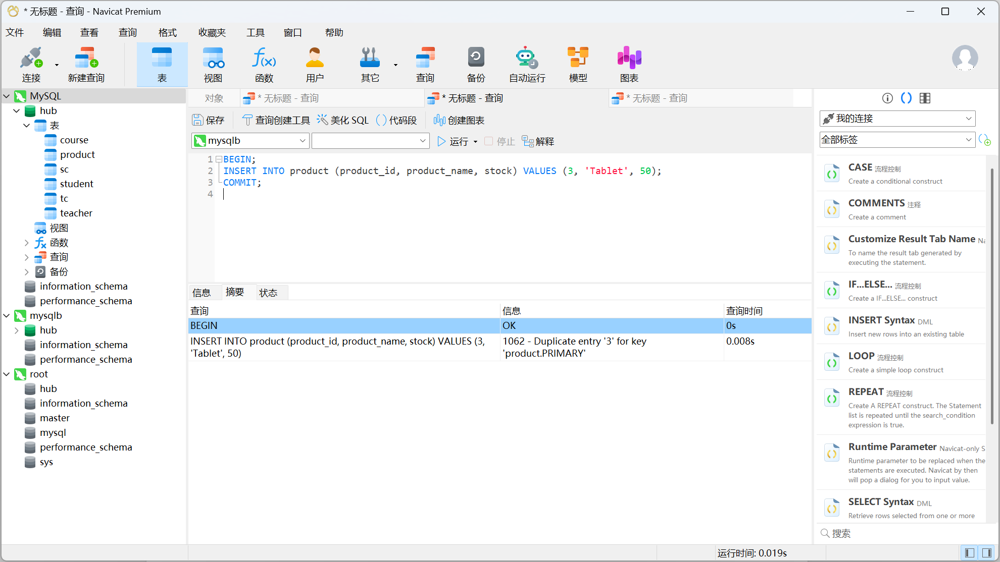 * 无标题 - 查询 - Navicat Premium
文件 编辑 查看 查询 格式 收藏夹 工具 窗口 帮助
连接 新建查询 表 视图 函数 用户 其它 查询 备份 自动运行 模型 图表
MySQL
hub
表
course
product
sc
student
tc
teacher
视图
函数
查询
备份
information_schema
performance_schema
mysqlb
hub
information_schema
performance_schema
root
hub
information_schema
master
mysql
performance_schema
sys
对象 * 无标题 - 查询 * 无标题 - 查询 * 无标题 - 查询
保存 查询创建工具 美化 SQL 代码段 创建图表
mysqlb 运行 停止 解释
1 BEGIN;
2 INSERT INTO product (product_id, product_name, stock) VALUES (3, 'Tablet', 50);
3 COMMIT;
4
信息 摘要 状态
查询 信息 查询时间
BEGIN OK 0s
INSERT INTO product (product_id, product_name, stock) VALUES (3, 1062 - Duplicate entry '3' for key 0.008s
'Tablet', 50) 'product.PRIMARY'
我的连接
全部标签
CASE 流程控制
Create a conditional construct
COMMENTS 注释
Create a comment
Customize Result Tab Name Na
To name the result tab generated by
executing the statement.
IF...ELSE... 流程控制
Create a IF...ELSE... construct
INSERT Syntax DML
Insert new rows into an existing table
LOOP 流程控制
Create a simple loop construct
REPEAT 流程控制
Create A REPEAT construct. The Statement
list is repeated until the search_condition
expression is true.
Runtime Parameter Navicat-only S
Runtime parameter to be replaced when the
statements are executed. Navicat by then
will pop a dialog for you to input value.
SELECT Syntax DML
Retrieve rows selected from one or more
搜索
运行时间: 0.019s